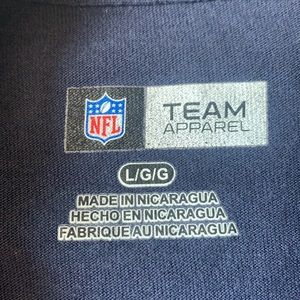 NFL
TEAM
APPAREL
L/G/G
MADE IN NICARAGUA
HECHO EN NICARAGUA
FABRIQUE AU NICARAGUA